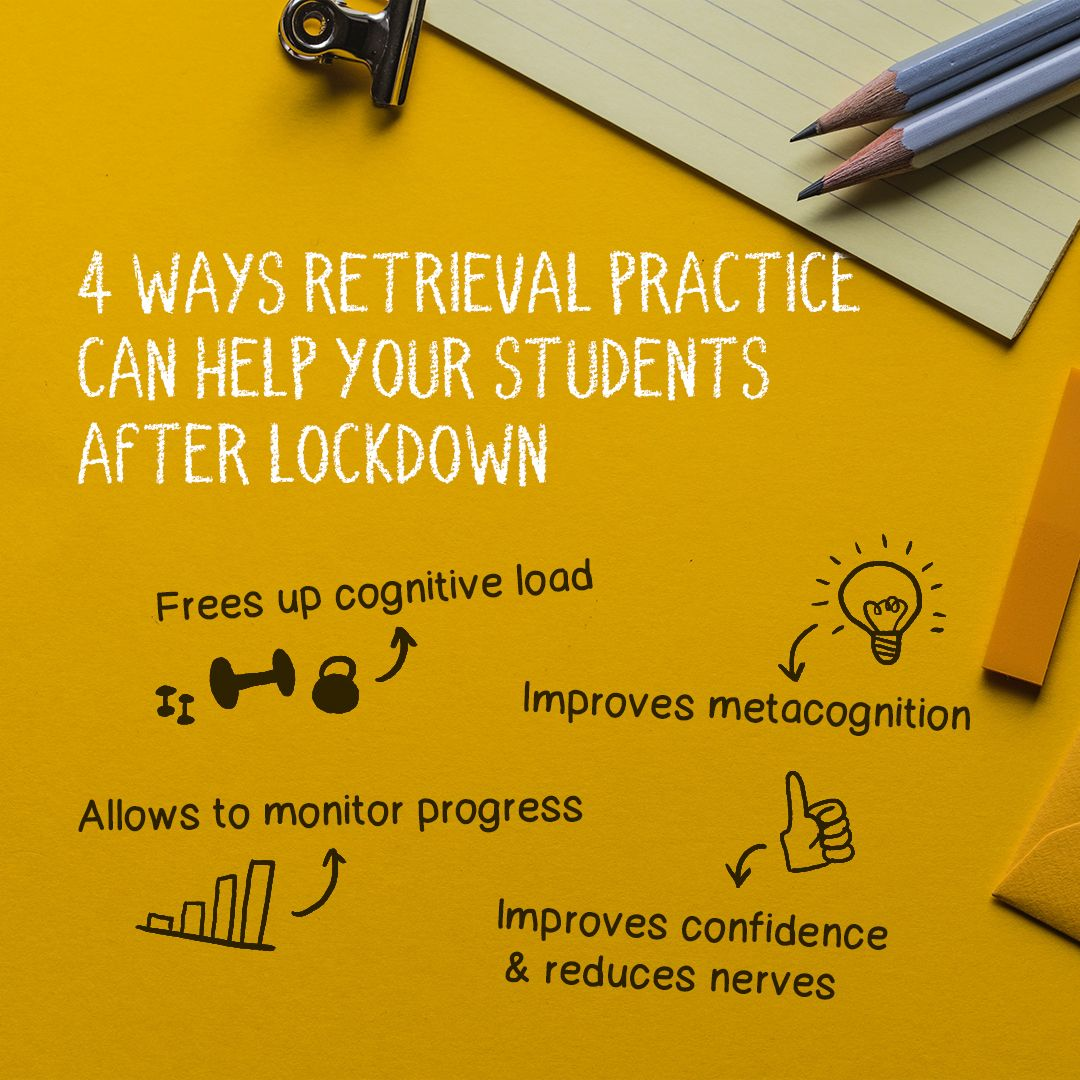 4 WAYS RETRIEVAL PRACTICE
CAN HELP YOUR STUDENTS
AFTER LOCKDOWN
Frees up cognitive load
Improves metacognition
Allows to monitor progress
Improves confidence
& reduces nerves